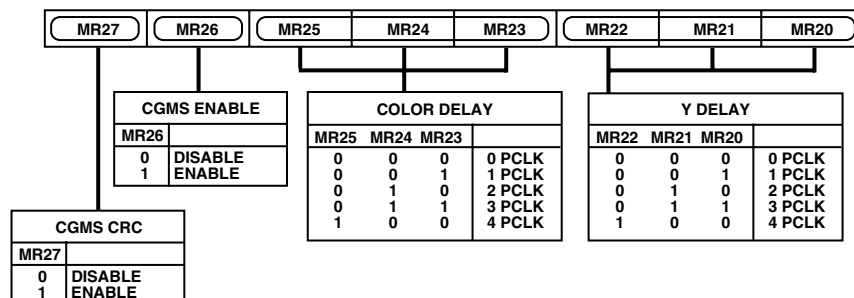 MR27 MR26 MR25 MR24 MR23 MR22 MR21 MR20
CGMS ENABLE
MR26
0 DISABLE
1 ENABLE
COLOR DELAY
MR25 MR24 MR23
0 0 0 0 PCLK
0 0 1 1 PCLK
0 1 0 2 PCLK
0 1 1 3 PCLK
1 0 0 4 PCLK
Y DELAY
MR22 MR21 MR20
0 0 0 0 PCLK
0 0 1 1 PCLK
0 1 0 2 PCLK
0 1 1 3 PCLK
1 0 0 4 PCLK
CGMS CRC
MR27
0 DISABLE
1 ENABLE